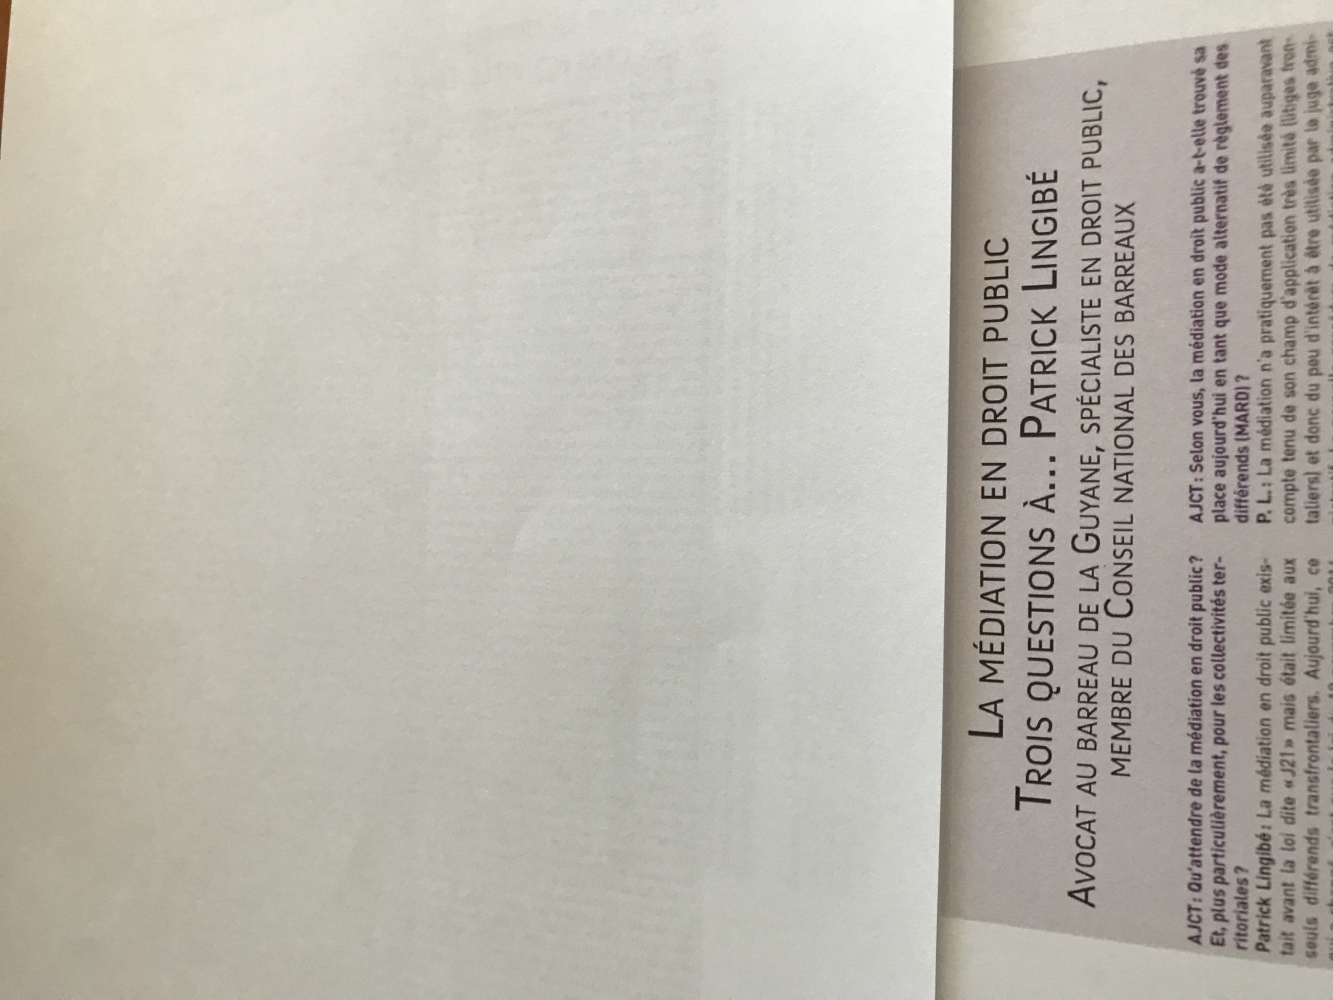 LA MÉDIATION EN DROIT PUBLIC
TROIS QUESTIONS À... PATRICK LINGIBÉ
AVOCAT AU BARREAU DE LA GUYANE, SPÉCIALISTE EN DROIT PUBLIC,
MEMBRE DU CONSEIL NATIONAL DES BARREAUX
AJCT : Qu'attendre de la médiation en droit public ?
Et, plus particulièrement, pour les collectivités ter-
ritoriales ?
Patrick Lingibé : La médiation en droit public exis-
tait avant la loi dite « J21 » mais était limitée aux
seuls différends transfrontaliers. Aujourd'hui, ce
AJCT : Selon vous, la médiation en droit public a-t-elle trouvé sa
place aujourd'hui en tant que mode alternatif de règlement des
différends (MARD) ?
P. L. : La médiation n'a pratiquement pas été utilisée auparavant
compte tenu de son champ d'application très limité (litiges tron-
taliers) et donc du peu d'intérêt à être utilisée par le juge admi-